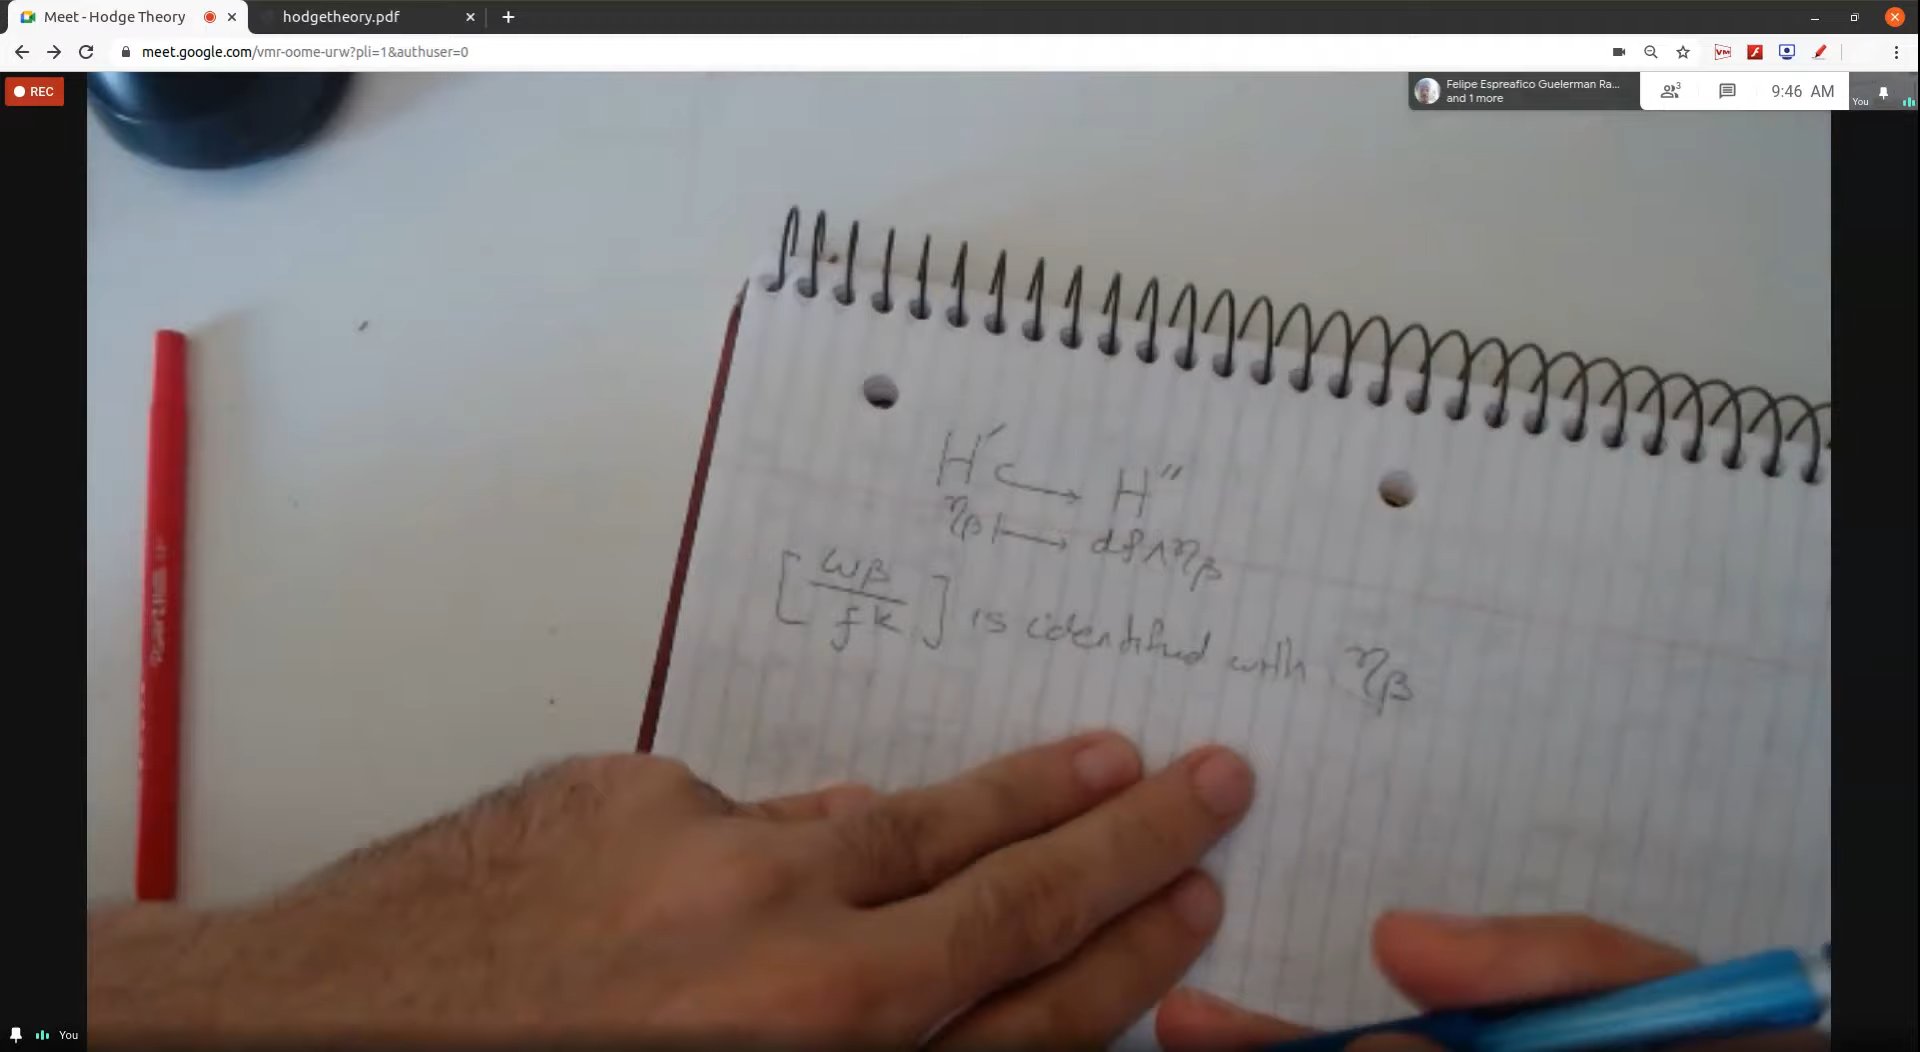 Meet - Hodge Theory
hodgetheory.pdf
meet.google.com/vmr-oome-urw?pli=1&authuser=0
REC
Felipe Espreafico Guelerman Ra...
and 1 more
3
9:46 AM
You
H' ↪ H''
η_β ↦ df∧η_β
[ω_β / f^k] is identified with η_β
You